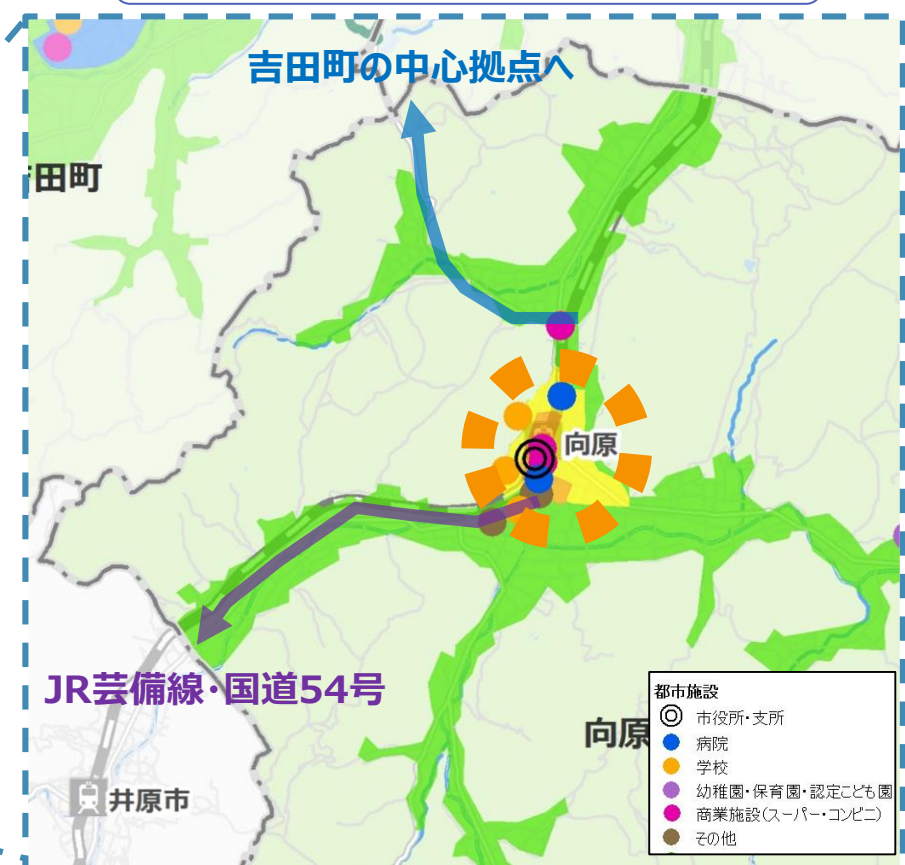 吉田町の中心拠点へ
田町
向原
JR芸備線・国道54号
向原
井原市
都市施設
市役所・支所
病院
学校
幼稚園・保育園・認定こども園
商業施設(スーパー・コンビニ)
その他